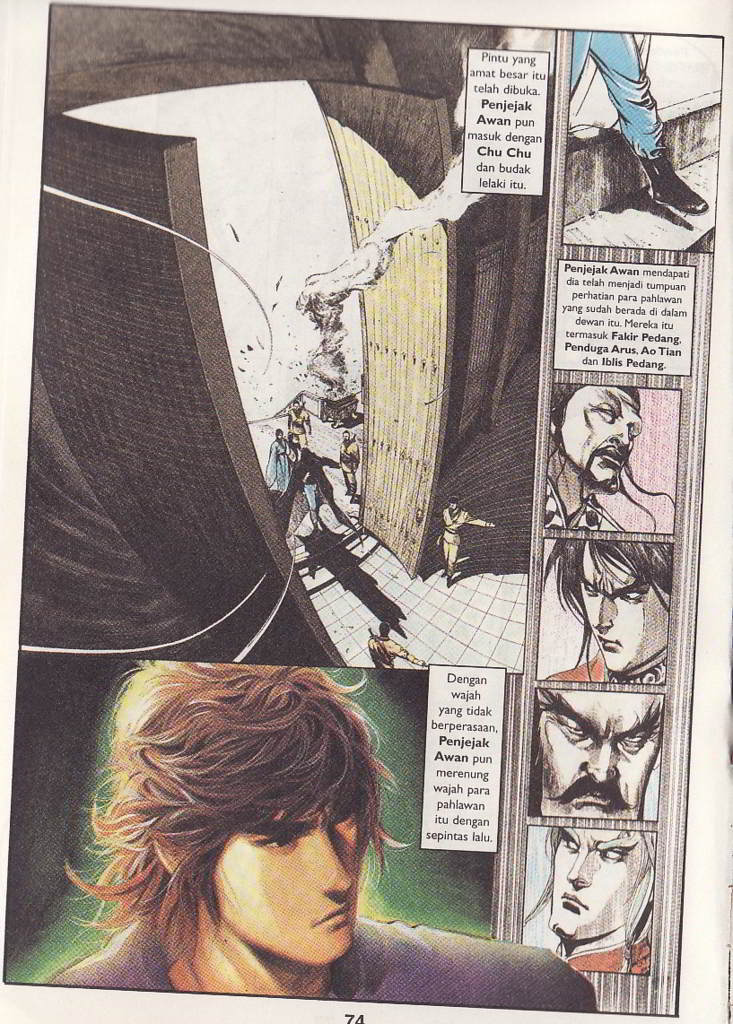 Pintu yang
amat besar itu
telah dibuka.
Penjejak
Awan pun
masuk dengan
Chu Chu
dan budak
lelaki itu.
Penjejak Awan mendapati
dia telah menjadi tumpuan
perhatian para pahlawan
yang sudah berada di dalam
dewan itu. Mereka itu
termasuk Fakir Pedang,
Penduga Arus, Ao Tian
dan Iblis Pedang.
Dengan
wajah
yang tidak
berperasaan,
Penjejak
Awan pun
merenung
wajah para
pahlawan
itu dengan
sepintas lalu.
74